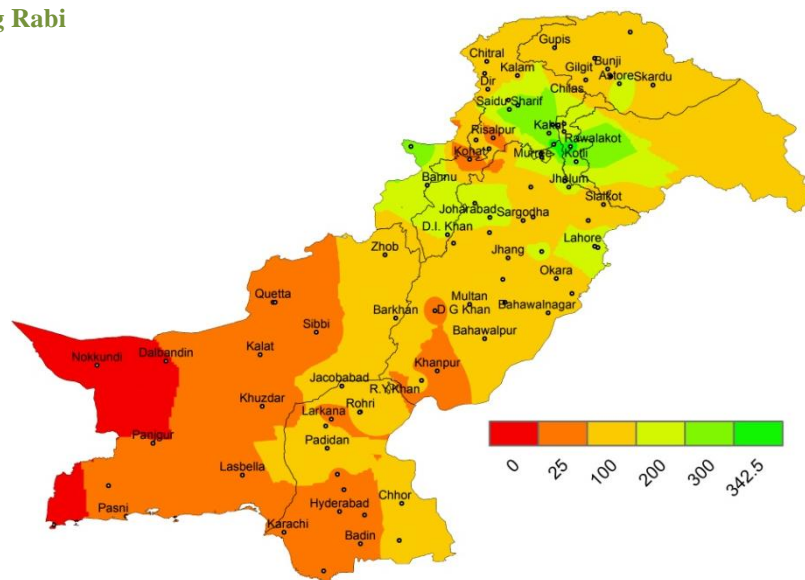 g Rabi
Gupis
Chitral
Bunji
Kalam
Gilgit
Astore
Skardu
Dir
Chilas
Saidu Sharif
Kakul
Risalpur
Rawalakot
Kohat
Murree
Kotli
Bannu
Jhelum
Joharabad
Sargodha
Sialkot
D.I. Khan
Lahore
Zhob
Jhang
Okara
Quetta
Multan
Barkhan
D G Khan
Bahawalnagar
Sibbi
Bahawalpur
Dalbandin
Kalat
Nokkundi
Khanpur
Jacobabad
R.Y.Khan
Khuzdar
Larkana
Rohri
Panjgur
Padidan
Lasbella
Chhor
Hyderabad
Pasni
Karachi
Badin
0 25 100 200 300 342.5